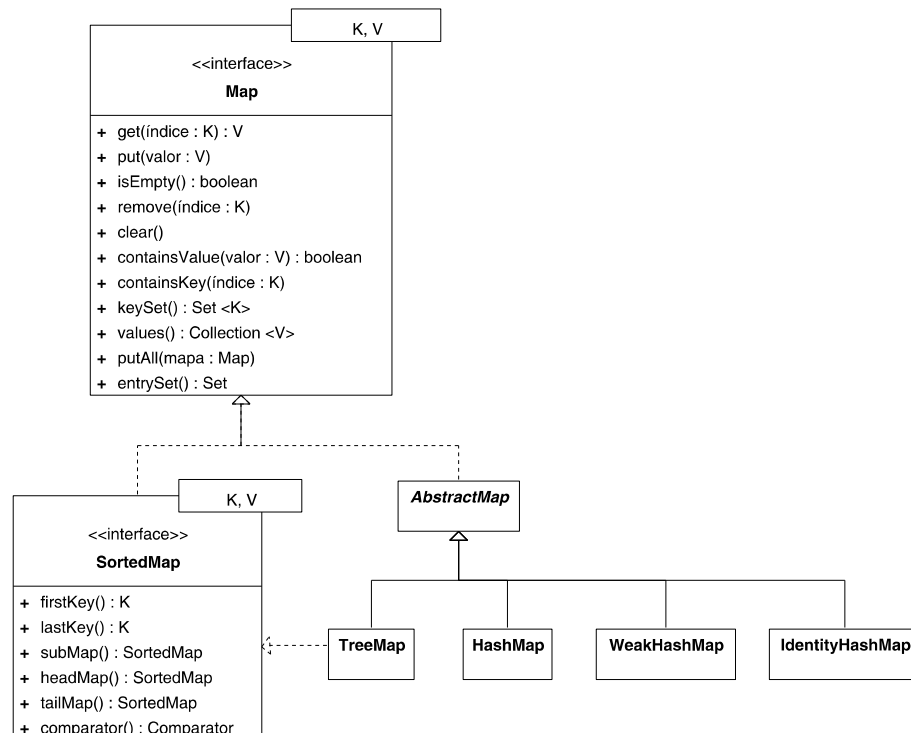 K, V
<<interface>>
Map
+ get(índice : K) : V
+ put(valor : V)
+ isEmpty() : boolean
+ remove(índice : K)
+ clear()
+ containsValue(valor : V) : boolean
+ containsKey(índice : K)
+ keySet() : Set <K>
+ values() : Collection <V>
+ putAll(mapa : Map)
+ entrySet() : Set
K, V
<<interface>>
SortedMap
+ firstKey() : K
+ lastKey() : K
+ subMap() : SortedMap
+ headMap() : SortedMap
+ tailMap() : SortedMap
+ comparator() : Comparator
AbstractMap
TreeMap
HashMap
WeakHashMap
IdentityHashMap